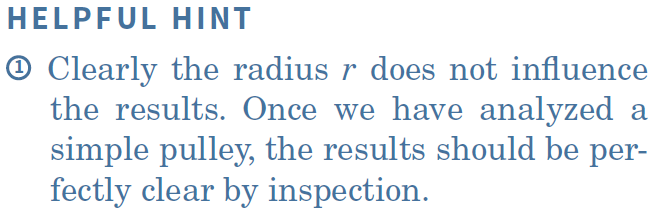 HELPFUL HINT
① Clearly the radius r does not influence
the results. Once we have analyzed a
simple pulley, the results should be per-
fectly clear by inspection.